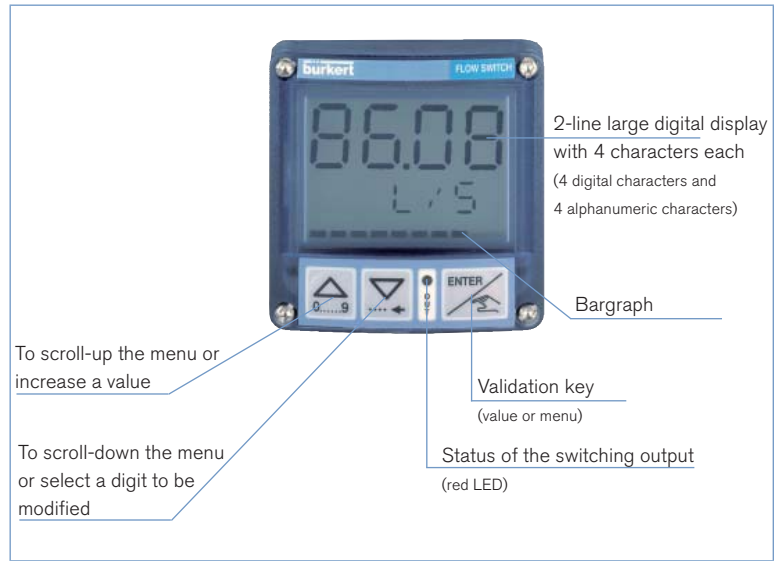 burkert
FLOW SWITCH
86.08
L/S
2-line large digital display
with 4 characters each
(4 digital characters and
4 alphanumeric characters)
Bargraph
ENTER
0......9
OUT
To scroll-up the menu or
increase a value
Validation key
(value or menu)
To scroll-down the menu
or select a digit to be
modified
Status of the switching output
(red LED)